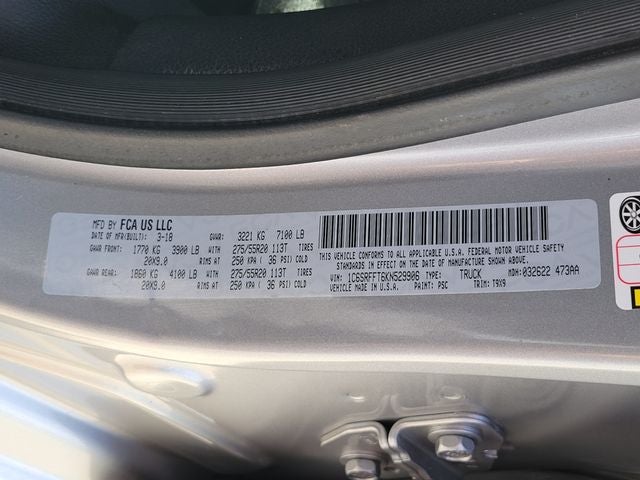 MFD BY FCA US LLC
DATE OF MFR(BUILT): 3-18 GVWR: 3221 KG 7100 LB
GAWR FRONT: 1770 KG 3900 LB 275/55R20 113T TIRES
20X9.0 RIMS AT 250 KPA ( 36 PSI) COLD
GAWR REAR: 1860 KG 4100 LB 275/55R20 113T TIRES
20X9.0 RIMS AT 250 KPA ( 36 PSI) COLD
THIS VEHICLE CONFORMS TO ALL APPLICABLE U.S.A. FEDERAL MOTOR VEHICLE SAFETY
STANDARDS IN EFFECT ON THE DATE OF MANUFACTURE SHOWN ABOVE.
VIN: 1C6SRFFT6KN529906 TYPE: TRUCK MDH: 032622 473AA
VEHICLE MADE IN U.S.A. PAINT: PSC TRIM: T9X9